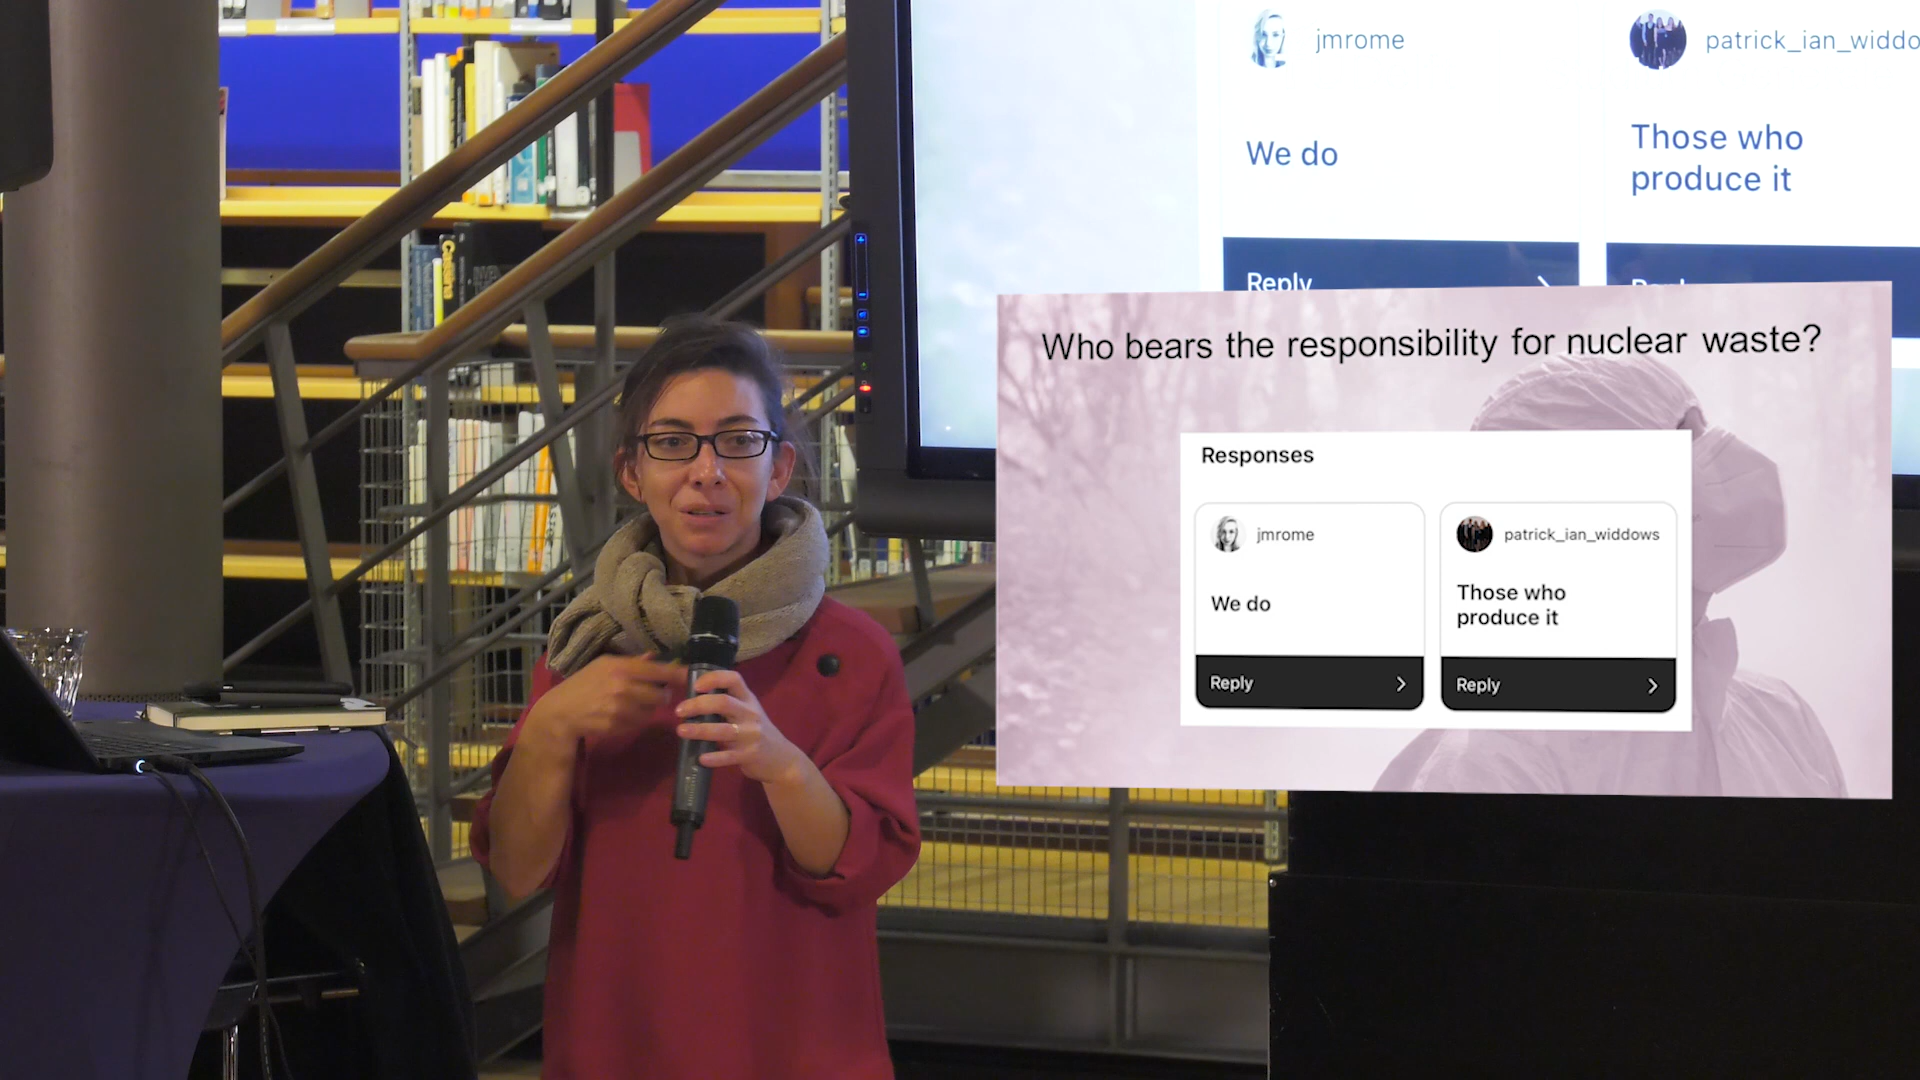 jmrome
patrick_ian_widdo
We do
Those who
produce it
Reply
Who bears the responsibility for nuclear waste?
Responses
jmrome
patrick_ian_widdows
We do
Those who
produce it
Reply
Reply